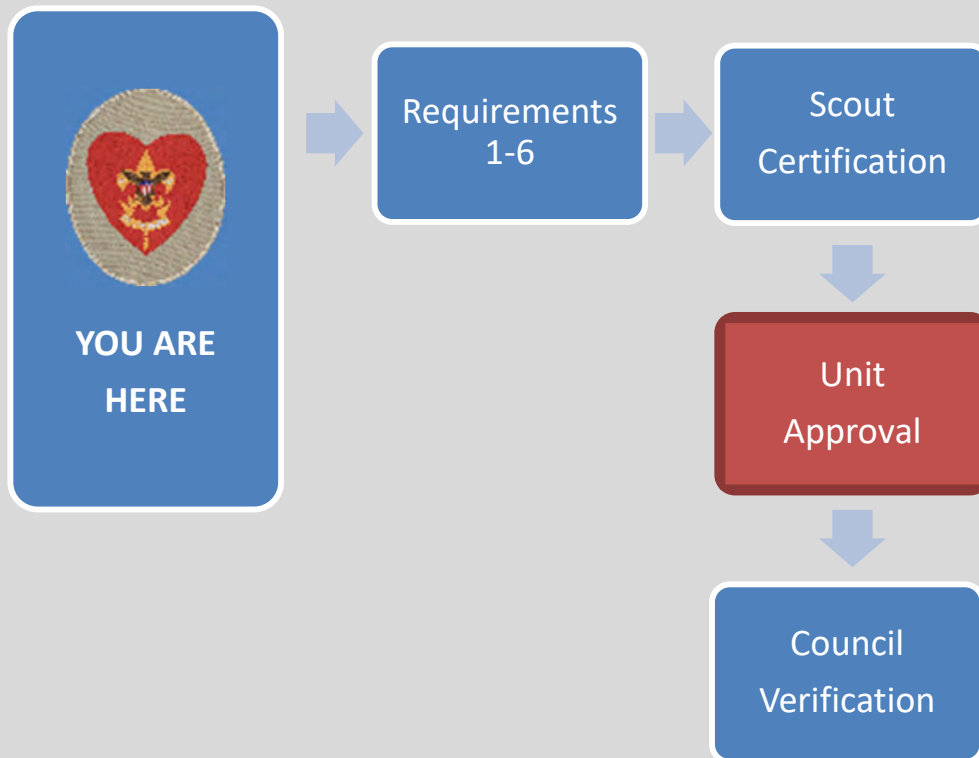 YOU ARE
HERE
Requirements
1-6
Scout
Certification
Unit
Approval
Council
Verification